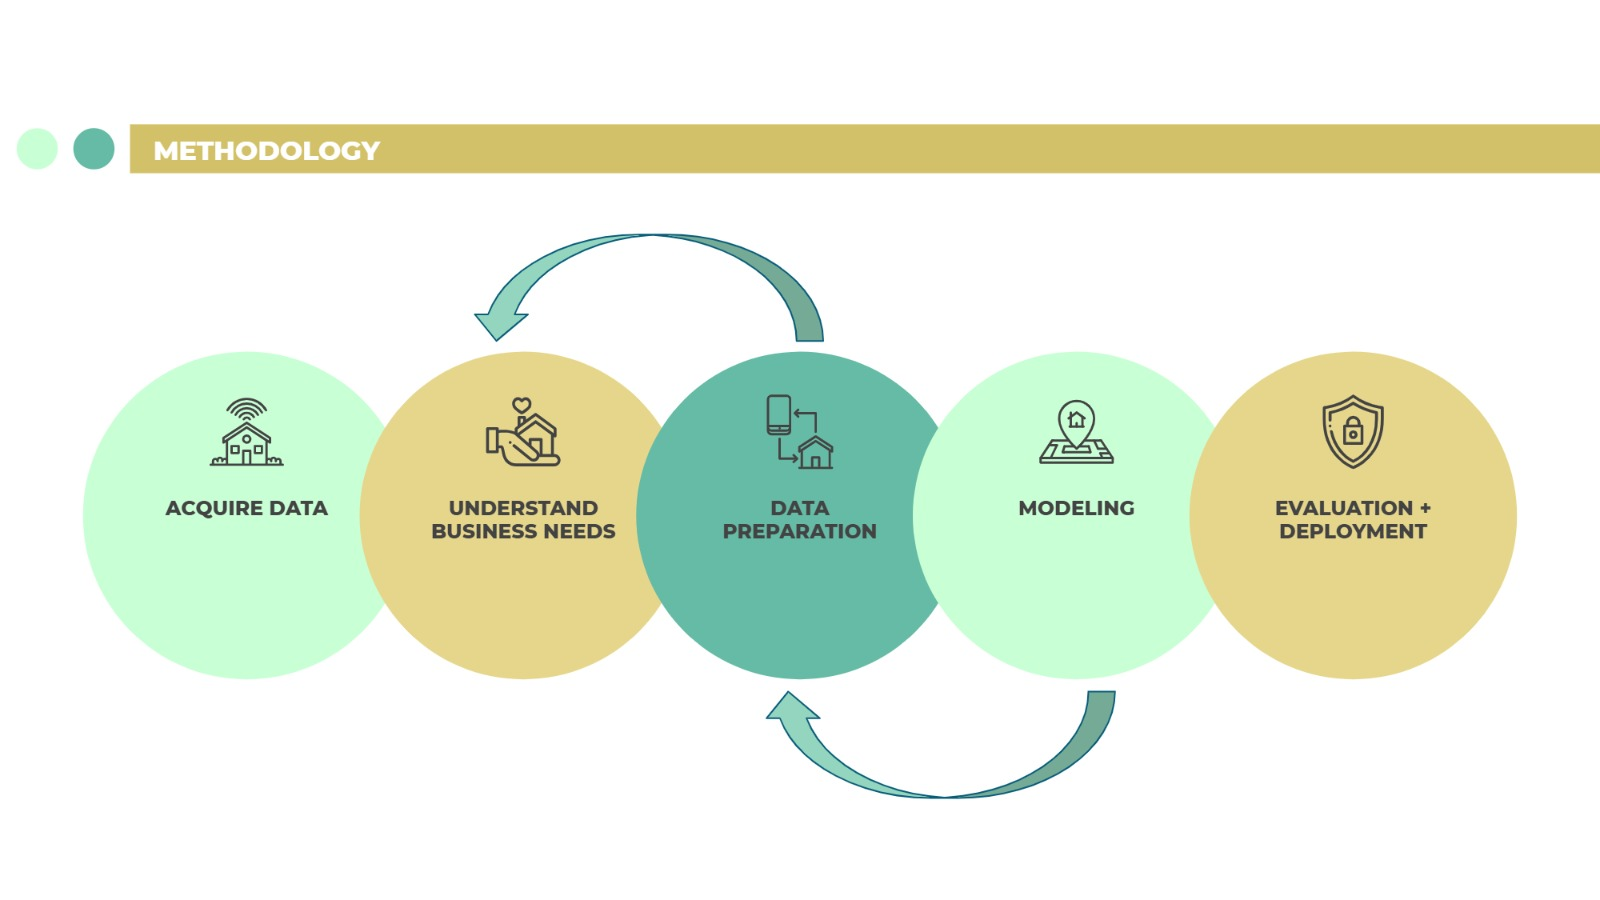 METHODOLOGY
ACQUIRE DATA
UNDERSTAND
BUSINESS NEEDS
DATA
PREPARATION
MODELING
EVALUATION +
DEPLOYMENT